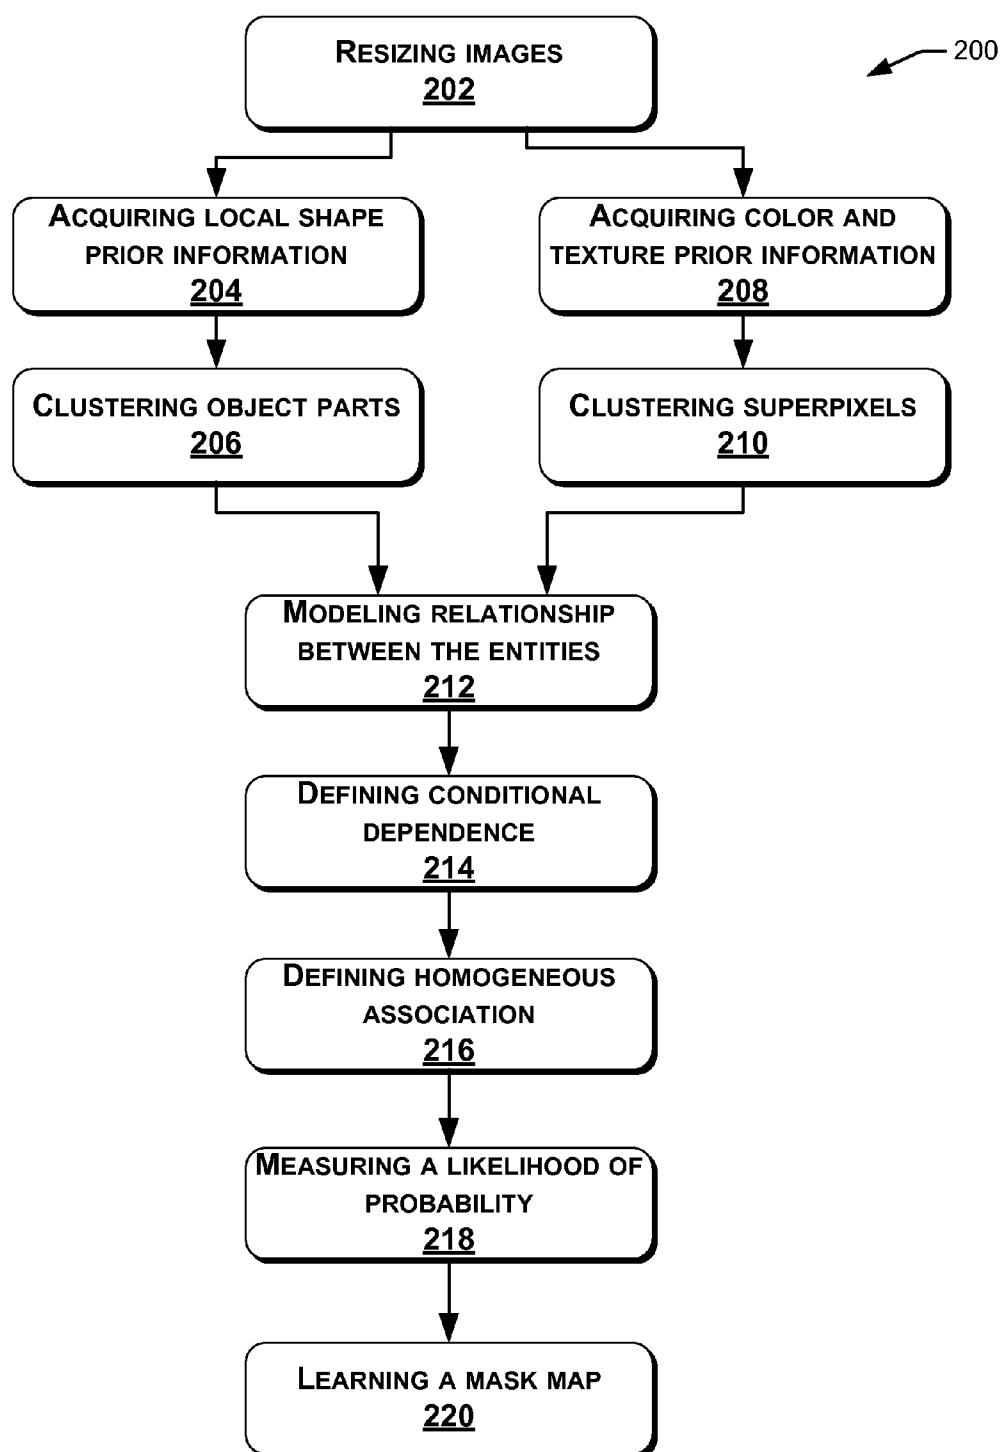 RESIZING IMAGES
202
200
ACQUIRING LOCAL SHAPE
PRIOR INFORMATION
204
ACQUIRING COLOR AND
TEXTURE PRIOR INFORMATION
208
CLUSTERING OBJECT PARTS
206
CLUSTERING SUPERPIXELS
210
MODELING RELATIONSHIP
BETWEEN THE ENTITIES
212
DEFINING CONDITIONAL
DEPENDENCE
214
DEFINING HOMOGENEOUS
ASSOCIATION
216
MEASURING A LIKELIHOOD OF
PROBABILITY
218
LEARNING A MASK MAP
220